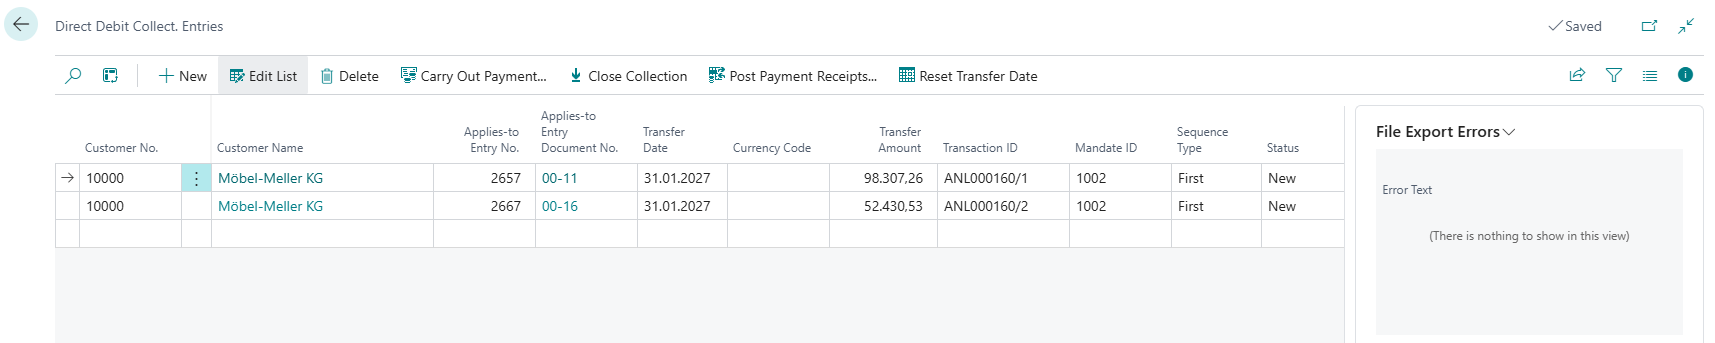 Direct Debit Collect. Entries
Saved
New Edit List Delete Carry Out Payment... Close Collection Post Payment Receipts... Reset Transfer Date
Customer No. Customer Name Applies-to Entry No. Applies-to Entry Document No. Transfer Date Currency Code Transfer Amount Transaction ID Mandate ID Sequence Type Status
10000 Möbel-Meller KG 2657 00-11 31.01.2027 98.307,26 ANL000160/1 1002 First New
10000 Möbel-Meller KG 2667 00-16 31.01.2027 52.430,53 ANL000160/2 1002 First New
File Export Errors
Error Text
(There is nothing to show in this view)